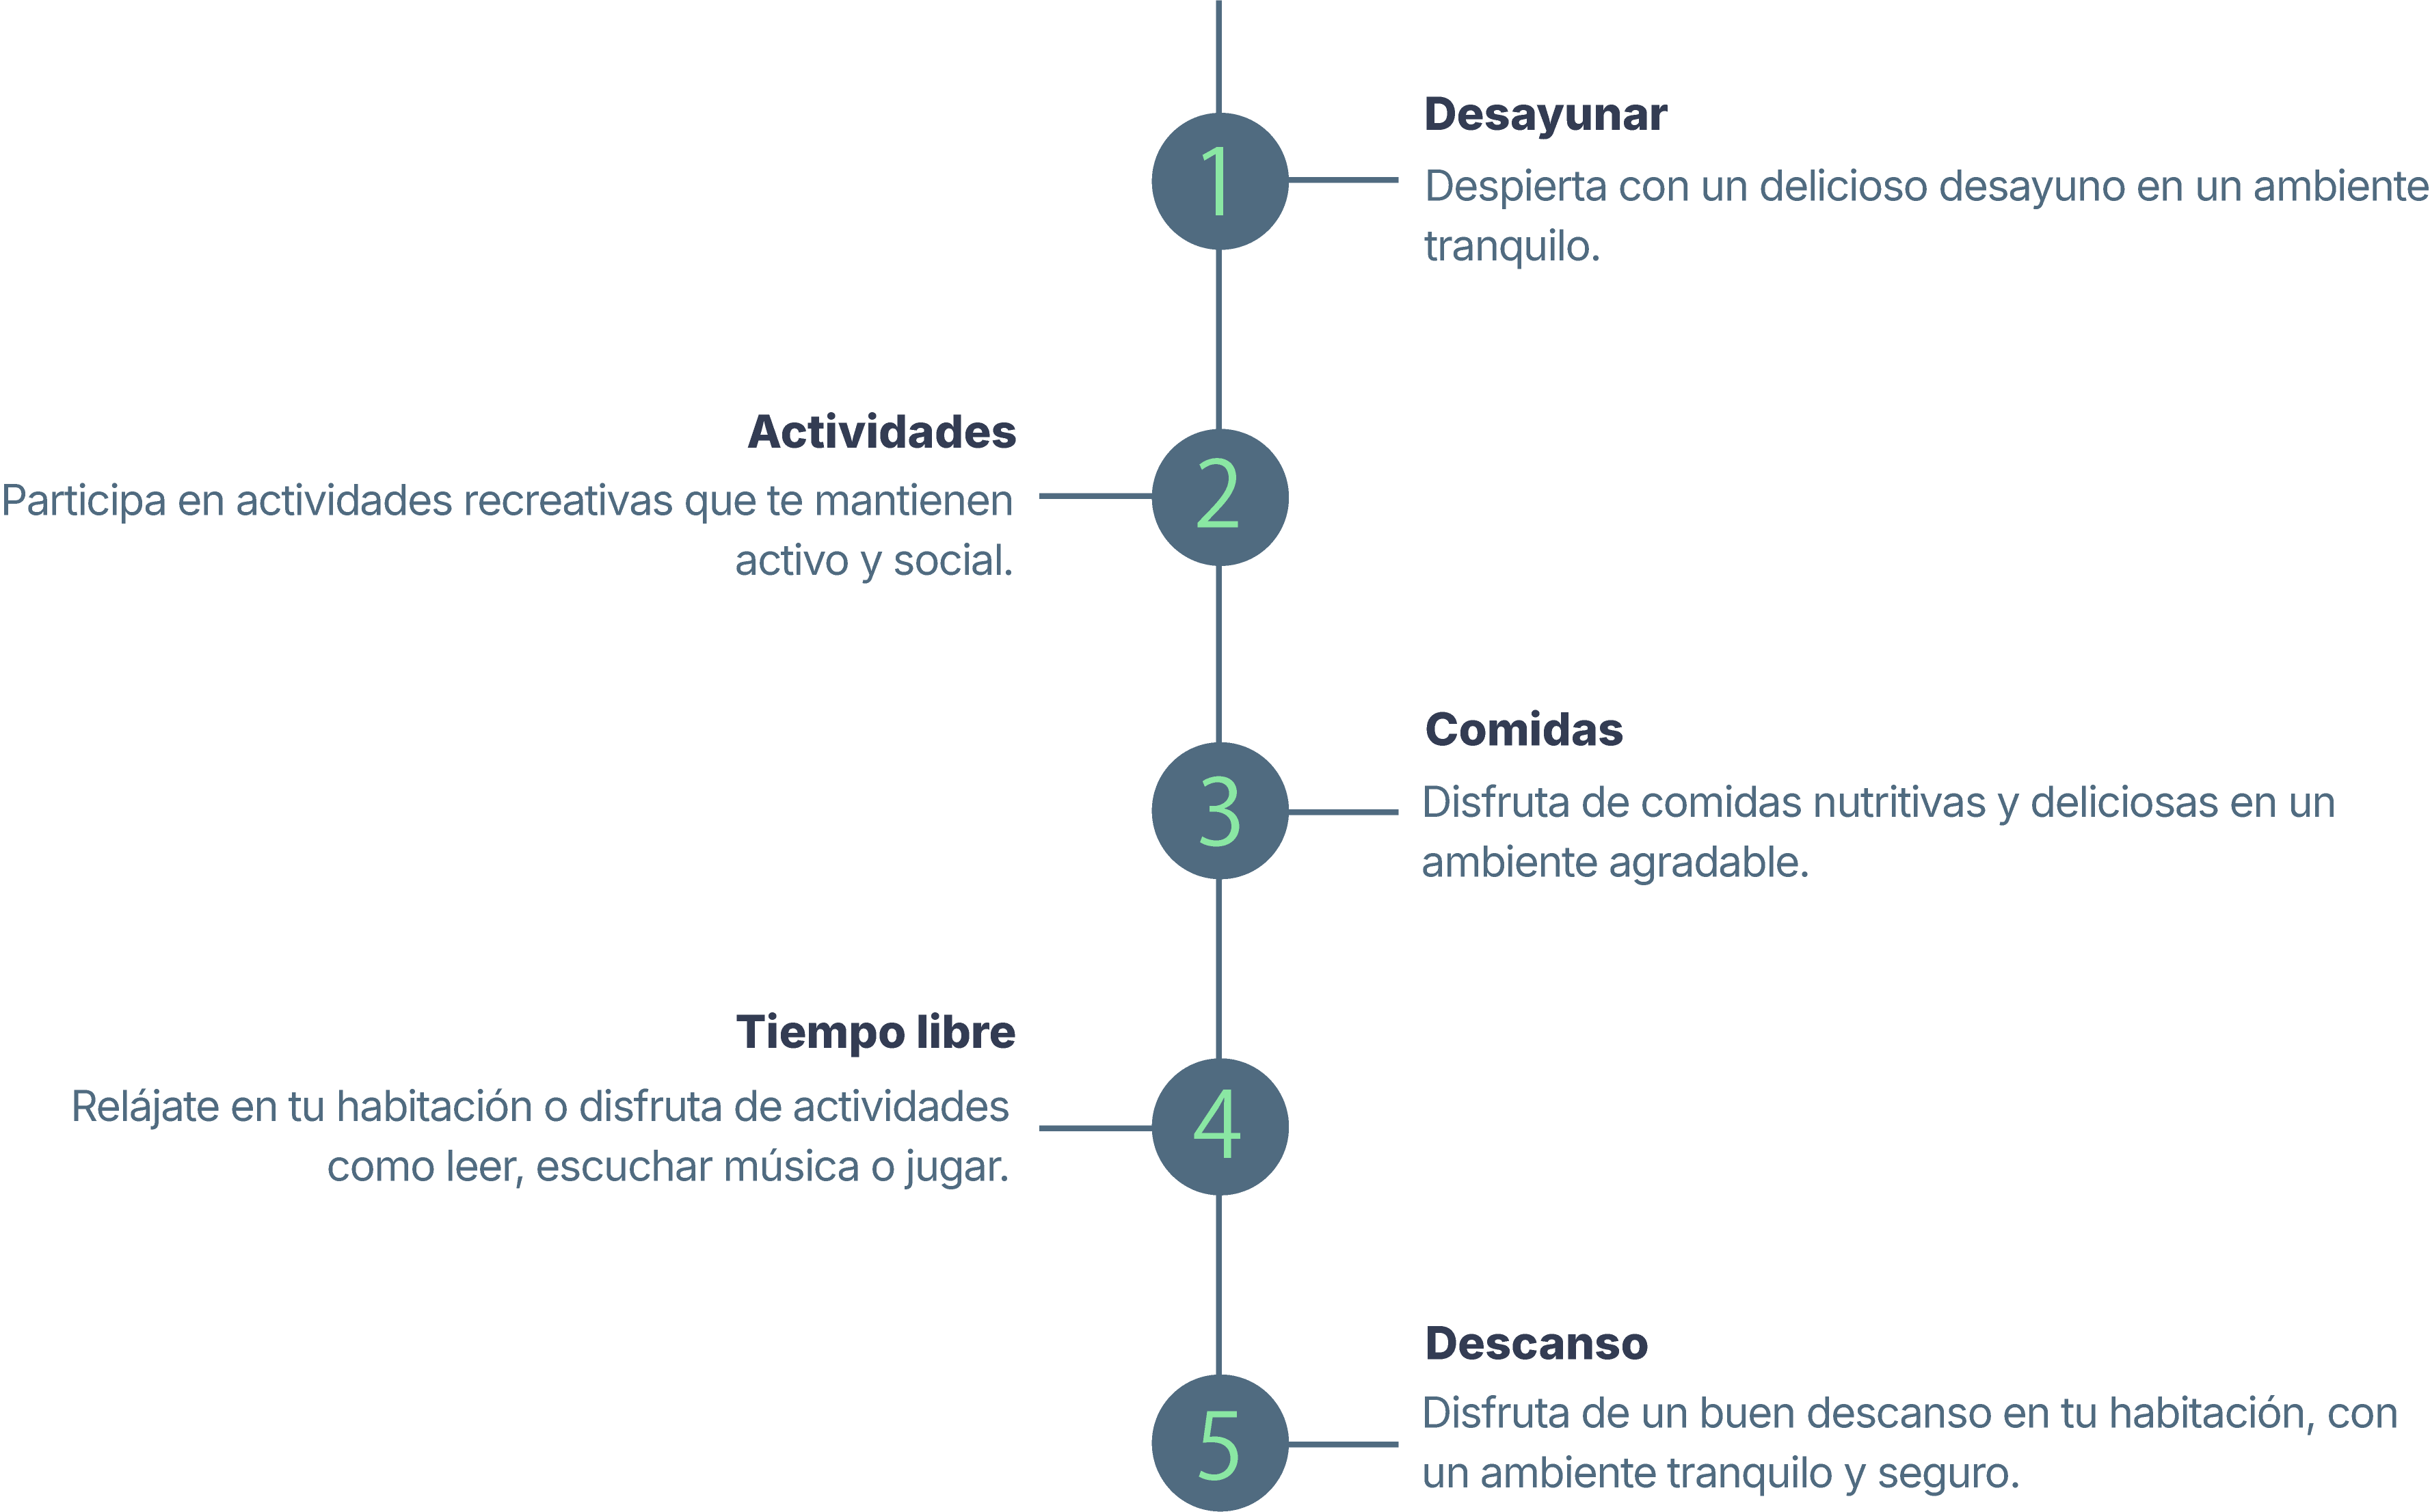 1
Desayunar
Despierta con un delicioso desayuno en un ambiente
tranquilo.
2
Actividades
Participa en actividades recreativas que te mantienen
activo y social.
3
Comidas
Disfruta de comidas nutritivas y deliciosas en un
ambiente agradable.
4
Tiempo libre
Relájate en tu habitación o disfruta de actividades
como leer, escuchar música o jugar.
5
Descanso
Disfruta de un buen descanso en tu habitación, con
un ambiente tranquilo y seguro.